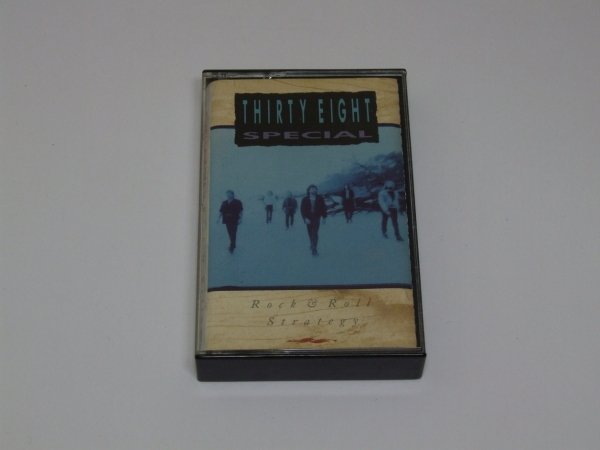 THIRTY EIGHT
SPECIAL
Rock & Roll
Strategy